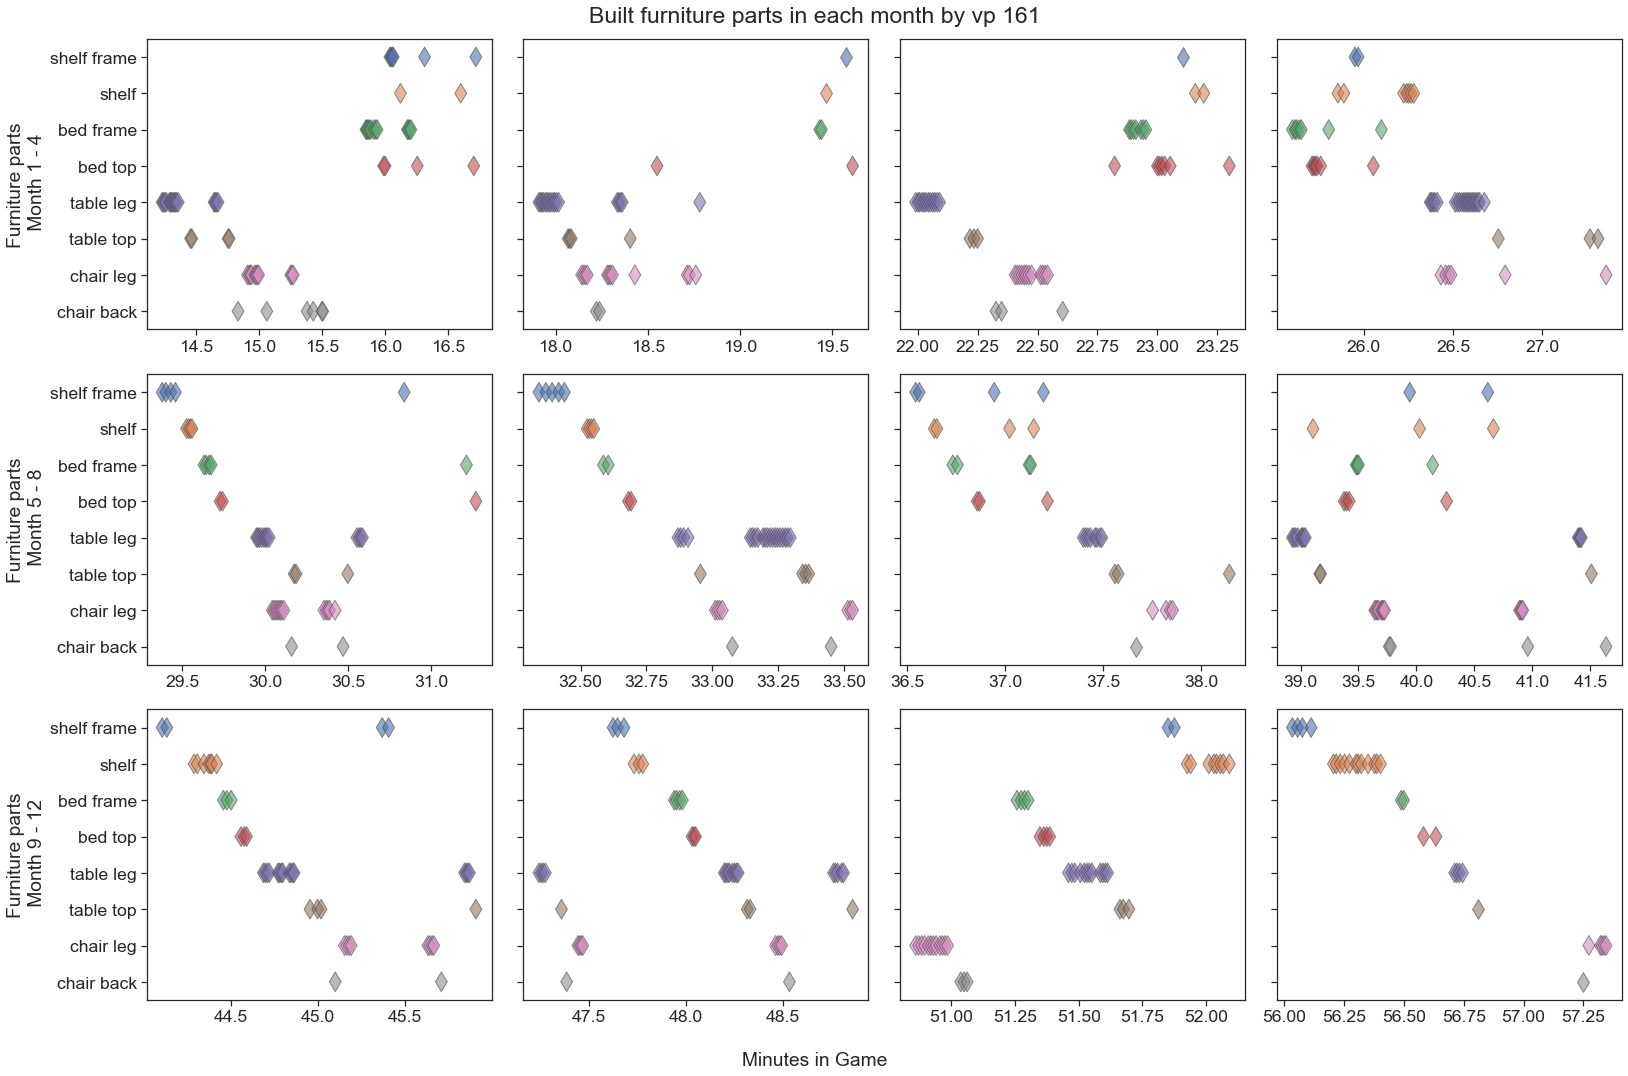 Built furniture parts in each month by vp 161
Furniture parts
Month 1 - 4
shelf frame
shelf
bed frame
bed top
table leg
table top
chair leg
chair back
14.5 15.0 15.5 16.0 16.5
18.0 18.5 19.0 19.5
22.00 22.25 22.50 22.75 23.00 23.25
26.0 26.5 27.0
Furniture parts
Month 5 - 8
shelf frame
shelf
bed frame
bed top
table leg
table top
chair leg
chair back
29.5 30.0 30.5 31.0
32.50 32.75 33.00 33.25 33.50
36.5 37.0 37.5 38.0
39.0 39.5 40.0 40.5 41.0 41.5
Furniture parts
Month 9 - 12
shelf frame
shelf
bed frame
bed top
table leg
table top
chair leg
chair back
44.5 45.0 45.5
47.5 48.0 48.5
51.00 51.25 51.50 51.75 52.00
56.00 56.25 56.50 56.75 57.00 57.25
Minutes in Game